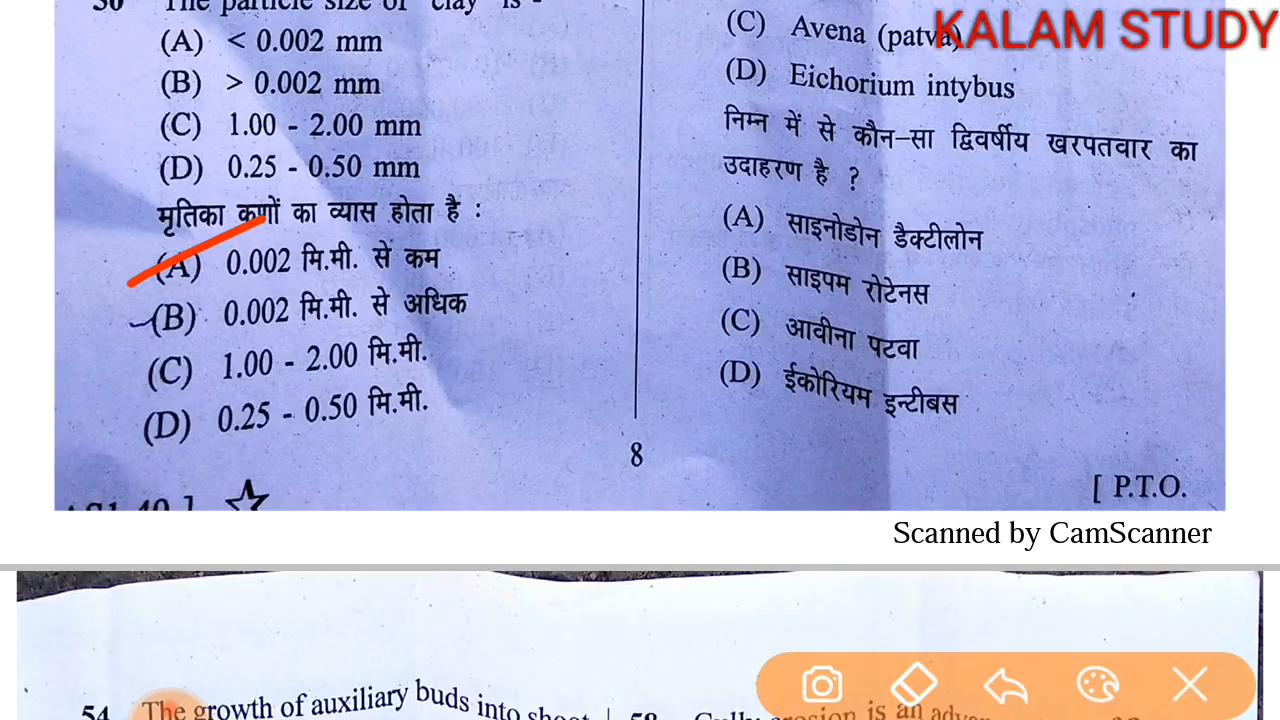 The particle size of "clay" is -
(A) < 0.002 mm
(B) > 0.002 mm
(C) 1.00 - 2.00 mm
(D) 0.25 - 0.50 mm
मृतिका कणों का व्यास होता है :
(A) 0.002 मि.मी. से कम
(B) 0.002 मि.मी. से अधिक
(C) 1.00 - 2.00 मि.मी.
(D) 0.25 - 0.50 मि.मी.
(C) Avena (patva)
(D) Eichorium intybus
निम्न में से कौन-सा द्विवर्षीय खरपतवार का
उदाहरण है ?
(A) साइनोडोन डैक्टीलोन
(B) साइपम रोटेनस
(C) आवीना पटवा
(D) ईकोरियम इन्टीबस
KALAM STUDY
8
[ P.T.O.
Scanned by CamScanner
54 The growth of auxiliary buds into shoot
58 Gully erosion is an